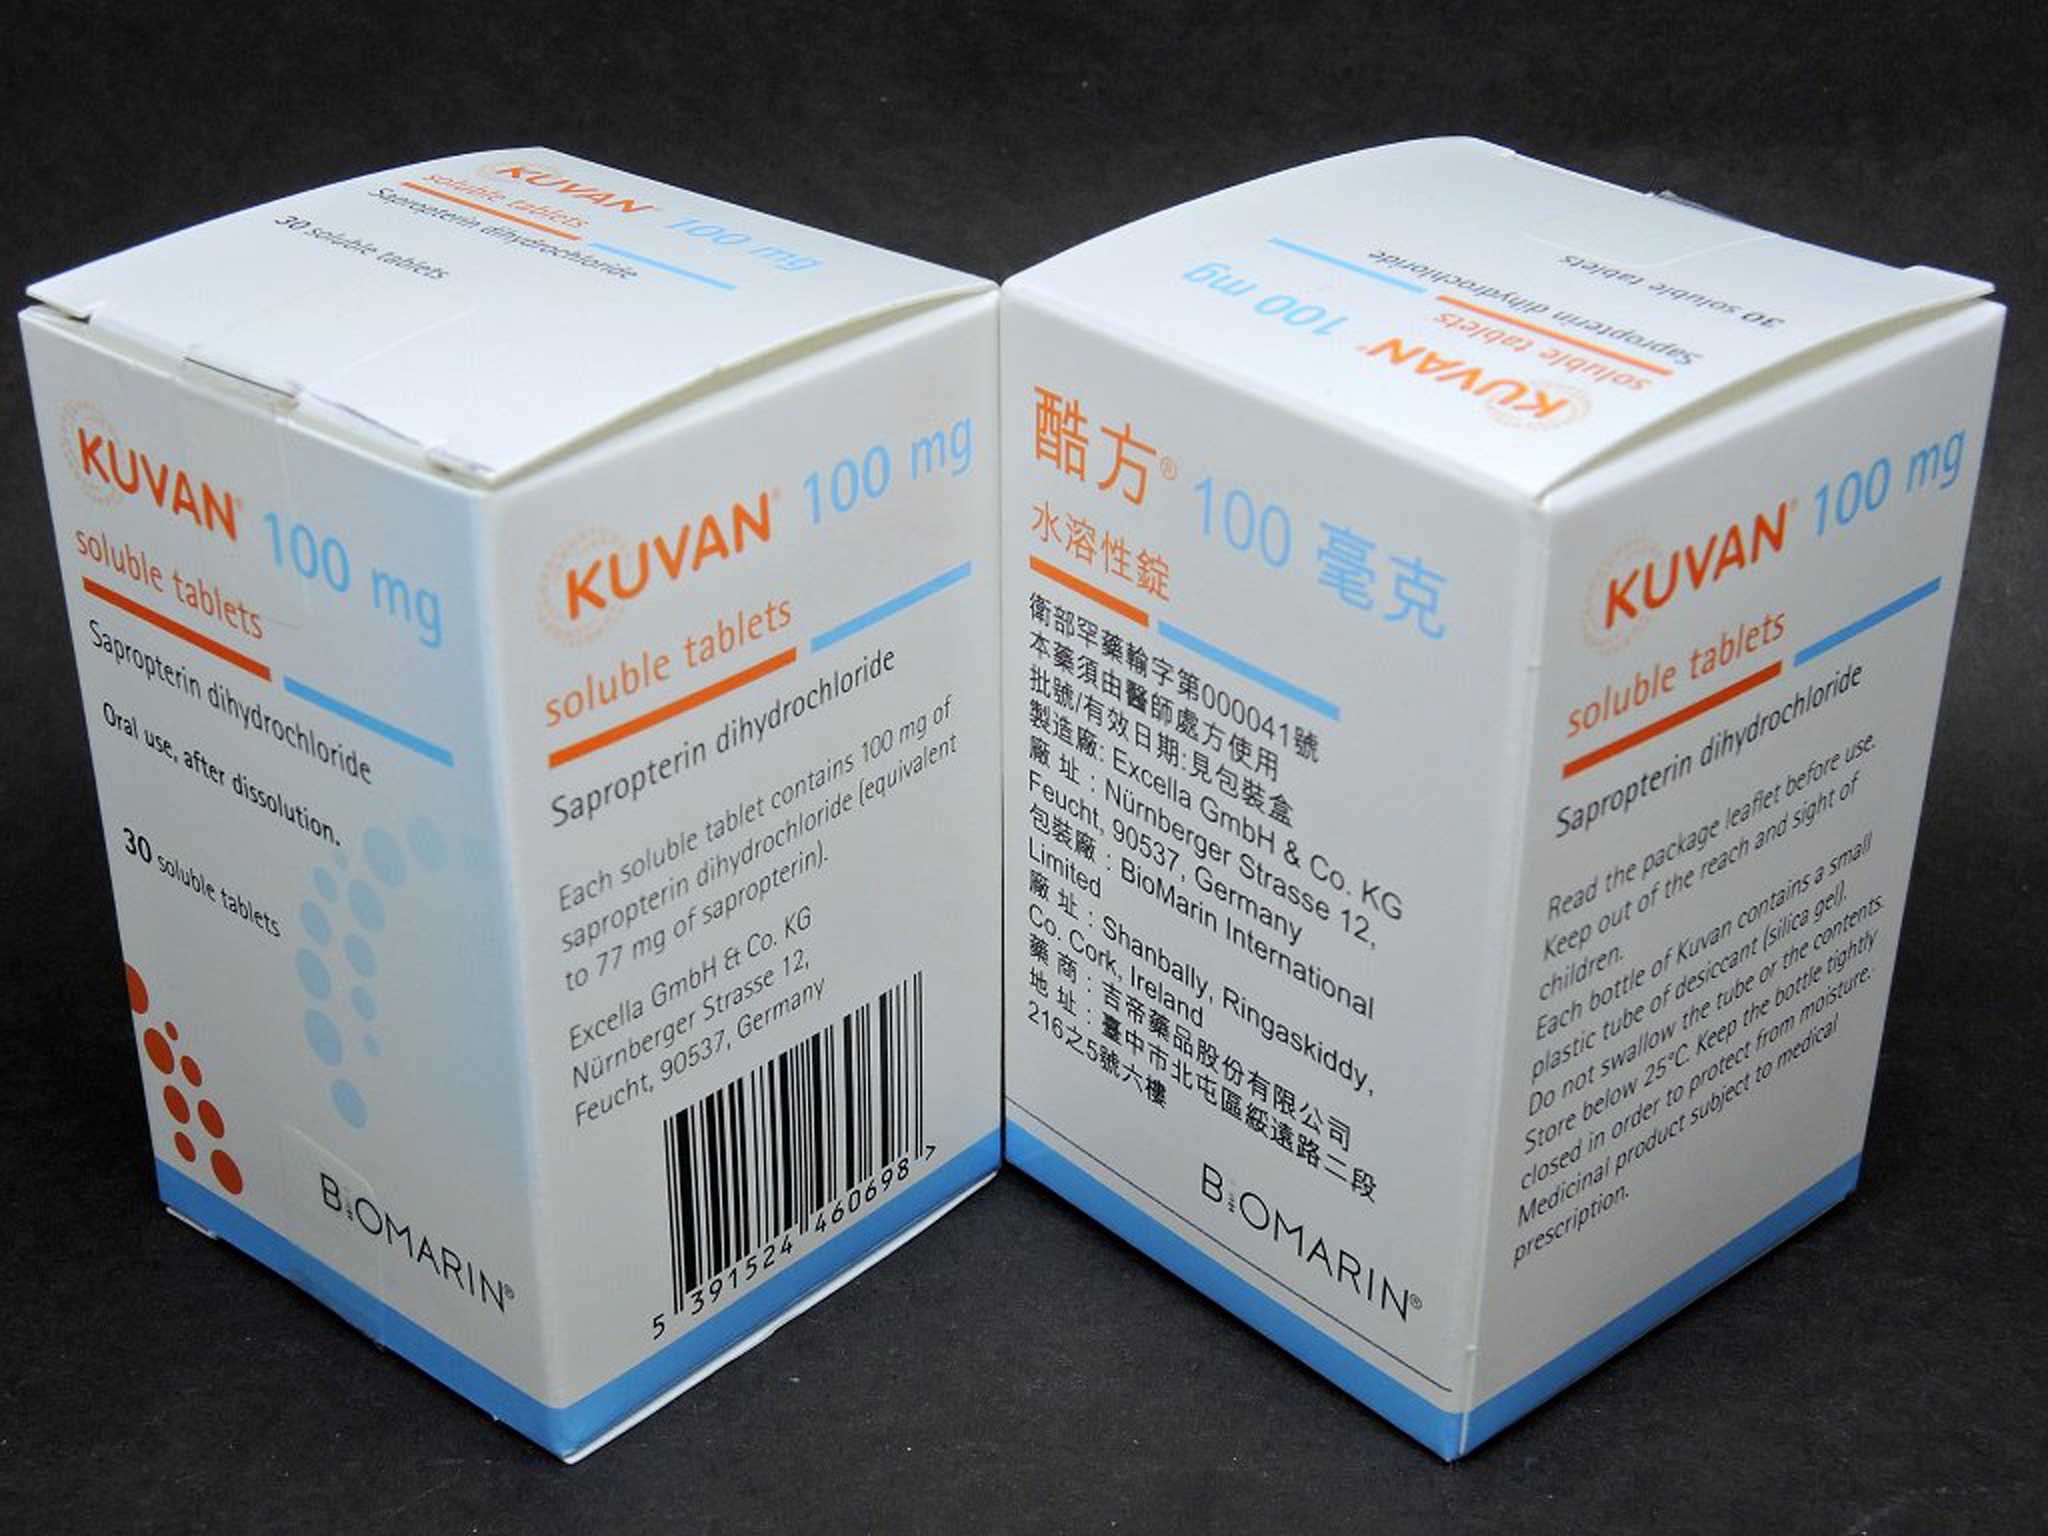 KUVAN® 100 mg
soluble tablets
Sapropterin dihydrochloride
30 soluble tablets
KUVAN® 100 mg
soluble tablets
Sapropterin dihydrochloride
Oral use, after dissolution.
30 soluble tablets
BIOMARIN®
KUVAN® 100 mg
soluble tablets
Sapropterin dihydrochloride
Each soluble tablet contains 100 mg of
sapropterin dihydrochloride (equivalent
to 77 mg of sapropterin).
Excella GmbH & Co. KG
Nürnberger Strasse 12,
Feucht, 90537, Germany
5 391524 460698 >
KUVAN® 100 mg
soluble tablets
Sapropterin dihydrochloride
30 soluble tablets
酷方® 100 毫克
水溶性錠
衛部罕藥輸字第000041號
本藥須由醫師處方使用
批號/有效日期:見包裝盒
製造廠: Excella GmbH & Co. KG
廠 址 : Nürnberger Strasse 12,
Feucht, 90537, Germany
包裝廠 : BioMarin International
Limited
廠 址 : Shanbally, Ringaskiddy,
Co. Cork, Ireland
藥 商 : 吉帝藥品股份有限公司
地 址 : 臺中市北屯區綏遠路二段
216之5號六樓
BIOMARIN®
KUVAN® 100 mg
soluble tablets
Sapropterin dihydrochloride
Read the package leaflet before use.
Keep out of the reach and sight of
children.
Each bottle of Kuvan contains a small
plastic tube of desiccant (silica gel).
Do not swallow the tube or the contents.
Store below 25°C. Keep the bottle tightly
closed in order to protect from moisture.
Medicinal product subject to medical
prescription.